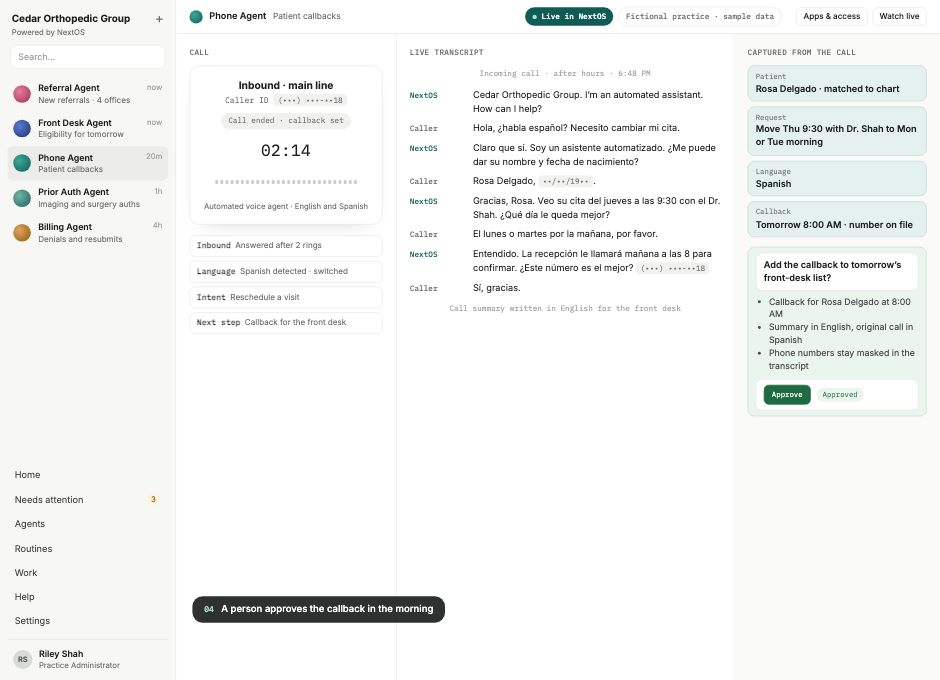 Cedar Orthopedic Group
+
Powered by NextOS
Search...
Referral Agent
now
New referrals · 4 offices
Front Desk Agent
now
Eligibility for tomorrow
Phone Agent
20m
Patient callbacks
Prior Auth Agent
1h
Imaging and surgery auths
Billing Agent
4h
Denials and resubmits
Home
Needs attention
3
Agents
Routines
Work
Help
Settings
RS
Riley Shah
Practice Administrator
Phone Agent Patient callbacks
Live in NextOS
Fictional practice · sample data
Apps & access
Watch live
CALL
Inbound · main line
Caller ID (•••) •••-••18
Call ended · callback set
02:14
Automated voice agent · English and Spanish
Inbound Answered after 2 rings
Language Spanish detected · switched
Intent Reschedule a visit
Next step Callback for the front desk
LIVE TRANSCRIPT
Incoming call · after hours · 6:48 PM
NextOS Cedar Orthopedic Group. I'm an automated assistant.
How can I help?
Caller Hola, ¿habla español? Necesito cambiar mi cita.
NextOS Claro que sí. Soy un asistente automatizado. ¿Me puede
dar su nombre y fecha de nacimiento?
Caller Rosa Delgado, ••/••/19••.
NextOS Gracias, Rosa. Veo su cita del jueves a las 9:30 con el Dr.
Shah. ¿Qué día le queda mejor?
Caller El lunes o martes por la mañana, por favor.
NextOS Entendido. La recepción le llamará mañana a las 8 para
confirmar. ¿Este número es el mejor? (•••) •••-••18
Caller Sí, gracias.
Call summary written in English for the front desk
CAPTURED FROM THE CALL
Patient
Rosa Delgado · matched to chart
Request
Move Thu 9:30 with Dr. Shah to Mon
or Tue morning
Language
Spanish
Callback
Tomorrow 8:00 AM · number on file
Add the callback to tomorrow's
front-desk list?
• Callback for Rosa Delgado at 8:00
AM
• Summary in English, original call in
Spanish
• Phone numbers stay masked in the
transcript
Approve
Approved
04 A person approves the callback in the morning